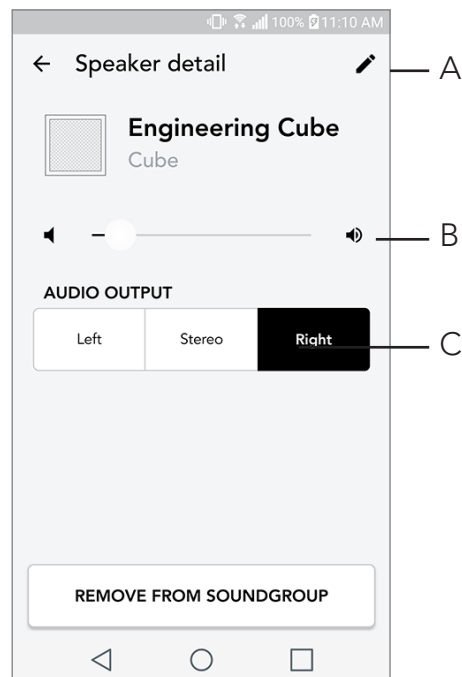 100% 11:10 AM
Speaker detail
A
Engineering Cube
Cube
B
AUDIO OUTPUT
Left Stereo Right
C
REMOVE FROM SOUNDGROUP